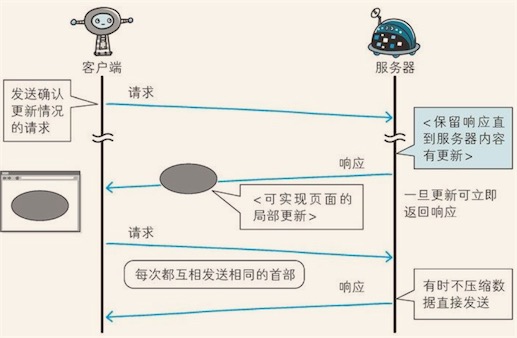 客户端
服务器
发送确认
更新情况
的请求
请求
<保留响应直
到服务器内容
有更新>
响应
<可实现页面的
局部更新>
一旦更新可立即
返回响应
请求
每次都互相发送相同的首部
响应
有时不压缩数
据直接发送